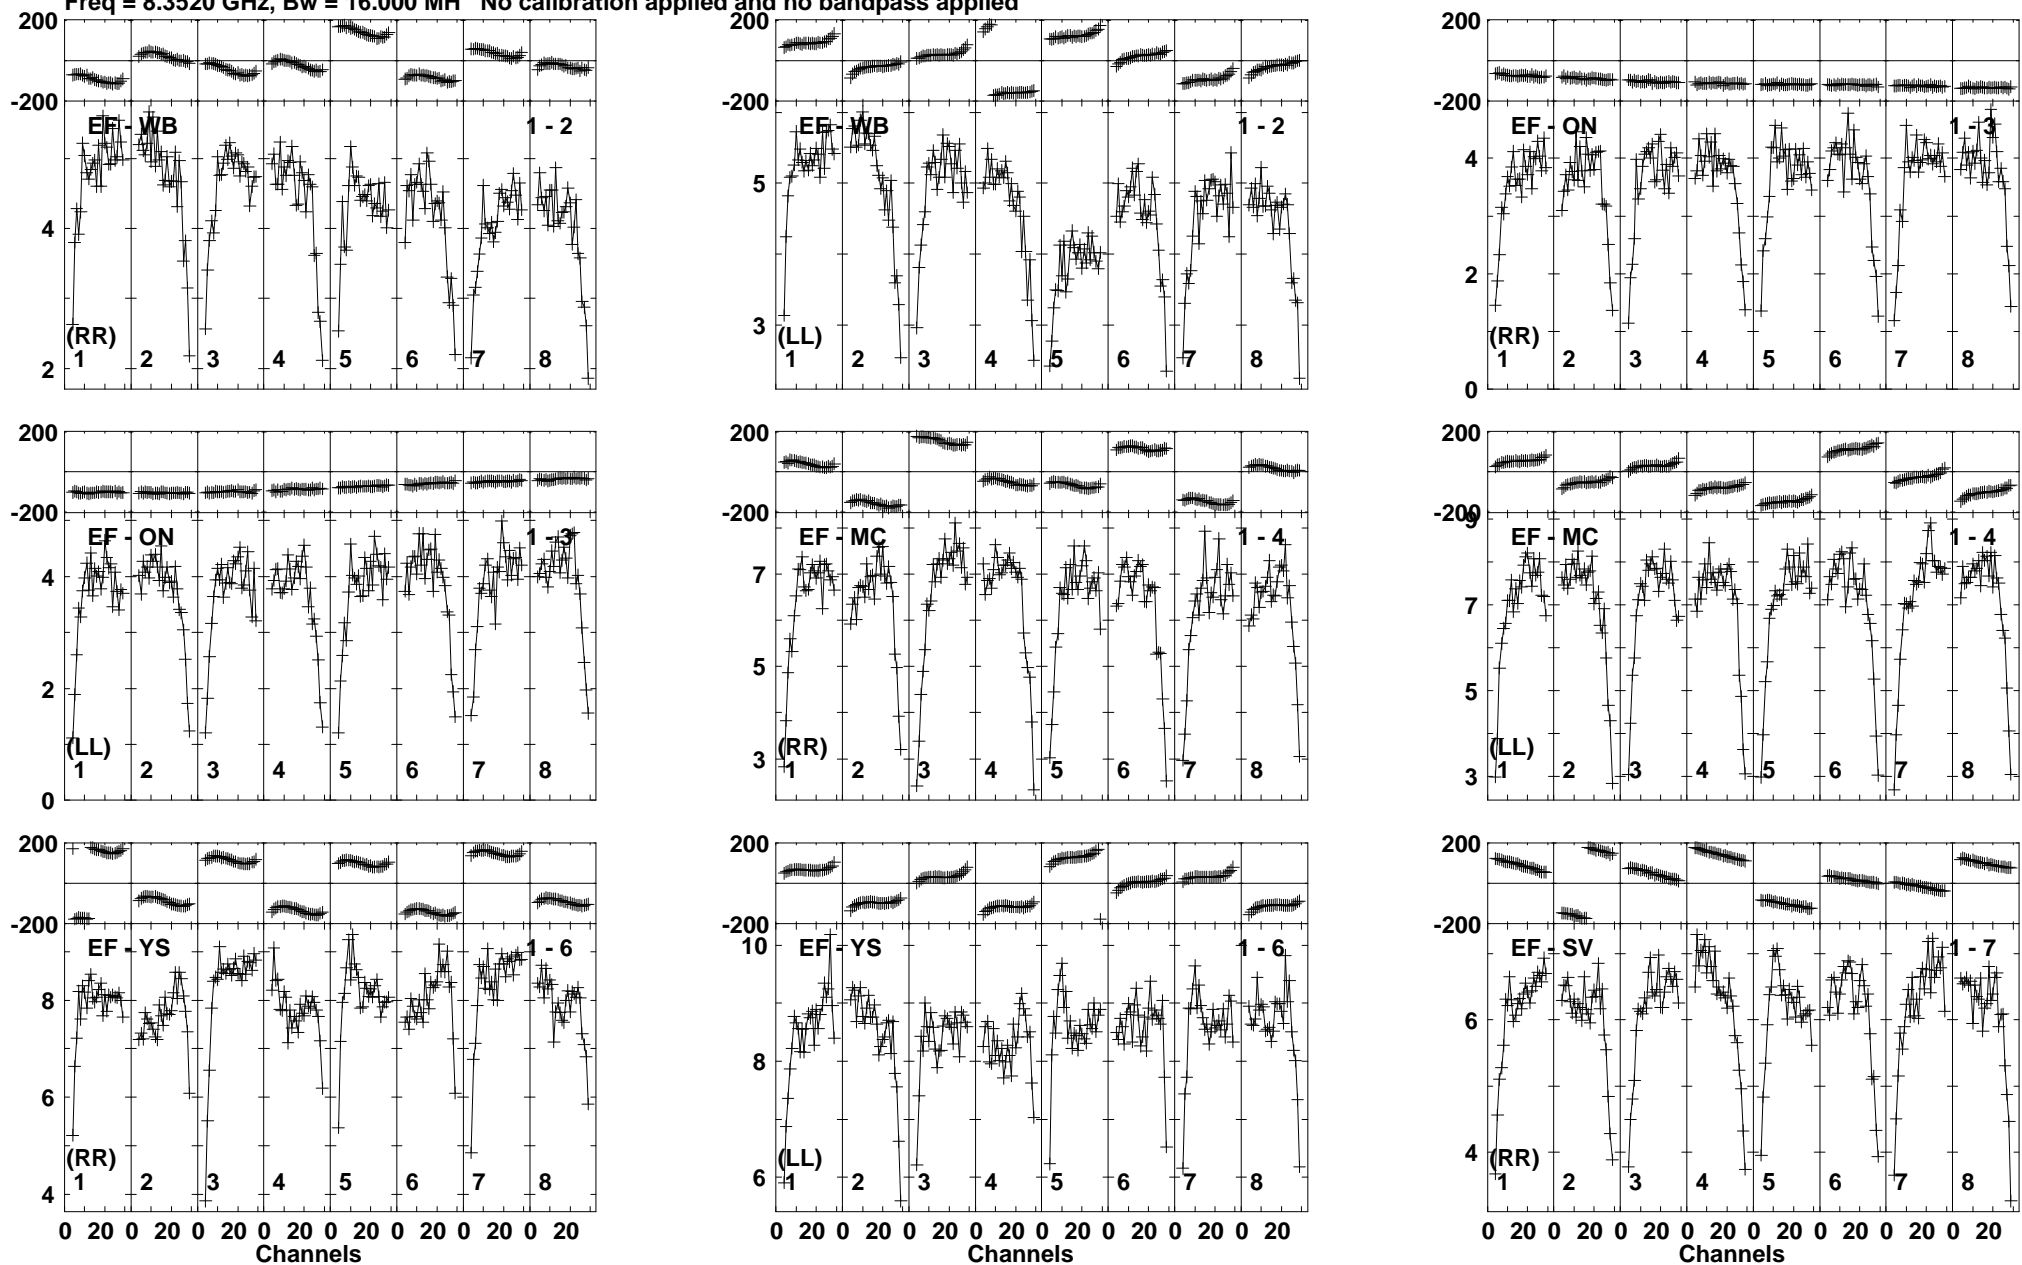 Freq = 8.3520 GHz, Bw = 16.000 MH No calibration applied and no bandpass applied
200 200 200
-200 -200 -200
EF - WB 1 - 2 EF - WB 1 - 2 EF - ON 1 - 3
4 2 5 3 4 2 0
(RR) (LL) (RR)
1 2 3 4 5 6 7 8 1 2 3 4 5 6 7 8 1 2 3 4 5 6 7 8
200 200 200
-200 -200 -200
EF - ON 1 - 3 EF - MC 1 - 4 EF - MC 1 - 4
4 2 0 7 5 3 9 7 5 3
(LL) (RR) (LL)
1 2 3 4 5 6 7 8 1 2 3 4 5 6 7 8 1 2 3 4 5 6 7 8
200 200 200
-200 -200 -200
EF - YS 1 - 6 EF - YS 1 - 6 EF - SV 1 - 7
8 6 4 10 8 6 6 4
(RR) (LL) (RR)
1 2 3 4 5 6 7 8 1 2 3 4 5 6 7 8 1 2 3 4 5 6 7 8
0 20 0 20 0 20 0 20 0 20 0 20 0 20 0 20 0 20 0 20 0 20 0 20 0 20 0 20 0 20 0 20 0 20 0 20 0 20 0 20 0 20 0 20 0 20 0 20
Channels Channels Channels